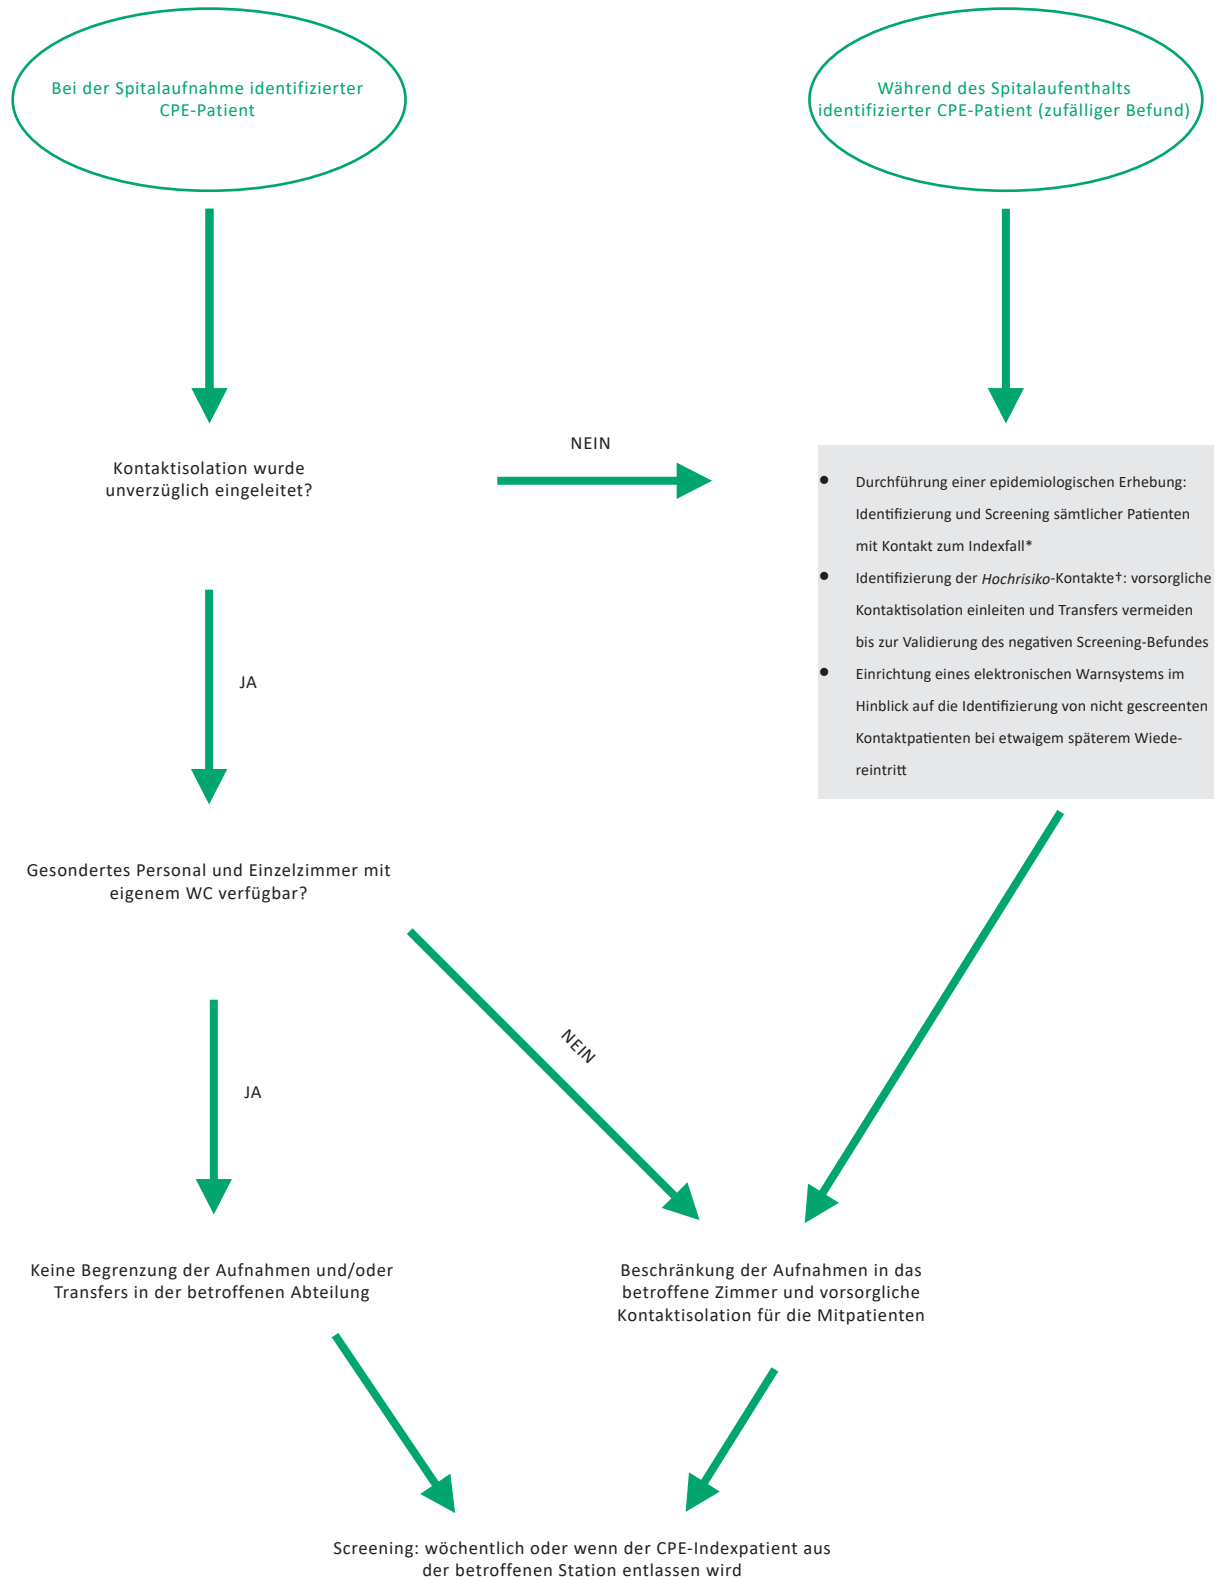 Bei der Spitalaufnahme identifizierter
CPE-Patient
Während des Spitalaufenthalts
identifizierter CPE-Patient (zufälliger Befund)
Kontaktisolation wurde
unverzüglich eingeleitet?
NEIN
● Durchführung einer epidemiologischen Erhebung:
Identifizierung und Screening sämtlicher Patienten
mit Kontakt zum Indexfall*
● Identifizierung der Hochrisiko-Kontakte†: vorsorgliche
Kontaktisolation einleiten und Transfers vermeiden
bis zur Validierung des negativen Screening-Befundes
● Einrichtung eines elektronischen Warnsystems im
Hinblick auf die Identifizierung von nicht gescreenten
Kontaktpatienten bei etwaigem späterem Wiede-
reintritt
JA
Gesondertes Personal und Einzelzimmer mit
eigenem WC verfügbar?
NEIN
JA
Keine Begrenzung der Aufnahmen und/oder
Transfers in der betroffenen Abteilung
Beschränkung der Aufnahmen in das
betroffene Zimmer und vorsorgliche
Kontaktisolation für die Mitpatienten
Screening: wöchentlich oder wenn der CPE-Indexpatient aus
der betroffenen Station entlassen wird